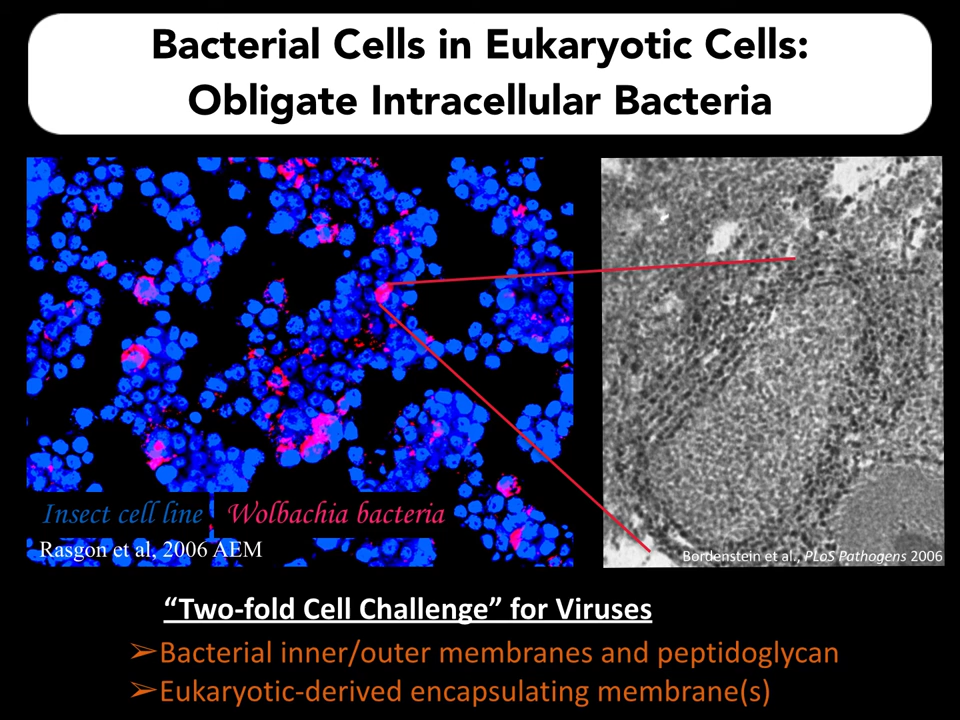 Bacterial Cells in Eukaryotic Cells:
Obligate Intracellular Bacteria
Insect cell line
Wolbachia bacteria
Rasgon et al, 2006 AEM
Bordenstein et al., PLoS Pathogens 2006
“Two-fold Cell Challenge” for Viruses
➢Bacterial inner/outer membranes and peptidoglycan
➢Eukaryotic-derived encapsulating membrane(s)